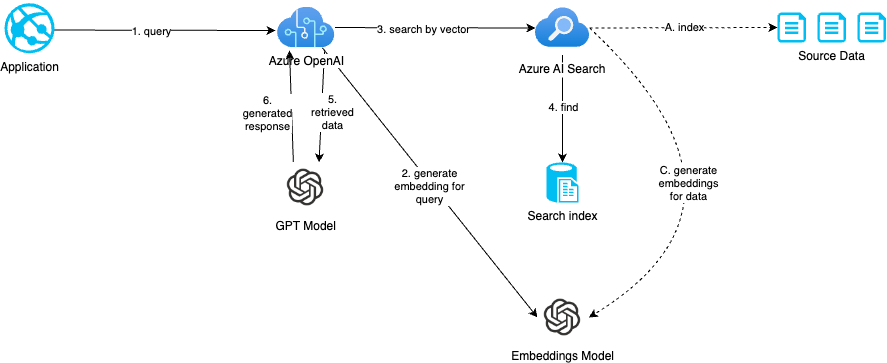 1. query
3. search by vector
A. index
Application
Azure OpenAI
Azure AI Search
Source Data
6.
generated
response
5.
retrieved
data
4. find
2. generate
embedding for
query
C. generate
embeddings
for data
GPT Model
Search index
Embeddings Model